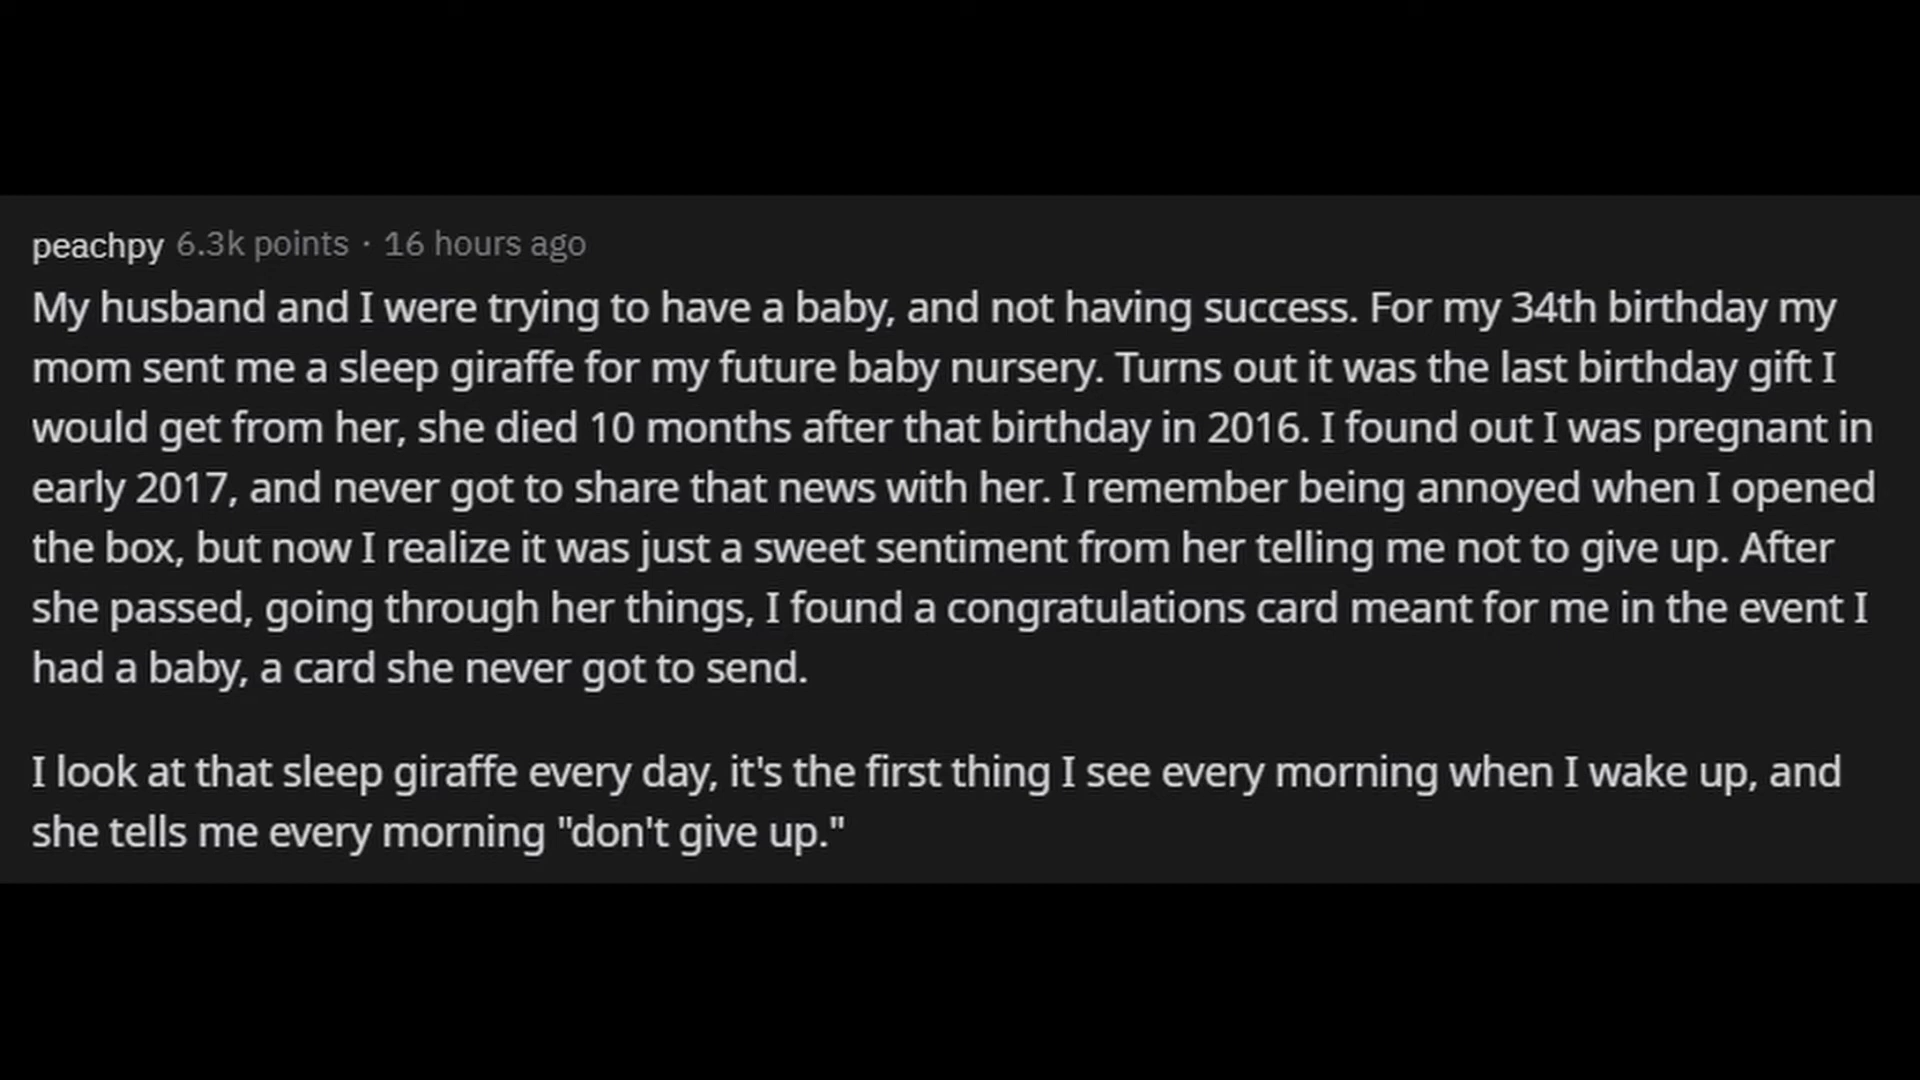 peachpy 6.3k points · 16 hours ago
My husband and I were trying to have a baby, and not having success. For my 34th birthday my
mom sent me a sleep giraffe for my future baby nursery. Turns out it was the last birthday gift I
would get from her, she died 10 months after that birthday in 2016. I found out I was pregnant in
early 2017, and never got to share that news with her. I remember being annoyed when I opened
the box, but now I realize it was just a sweet sentiment from her telling me not to give up. After
she passed, going through her things, I found a congratulations card meant for me in the event I
had a baby, a card she never got to send.
I look at that sleep giraffe every day, it's the first thing I see every morning when I wake up, and
she tells me every morning "don't give up."